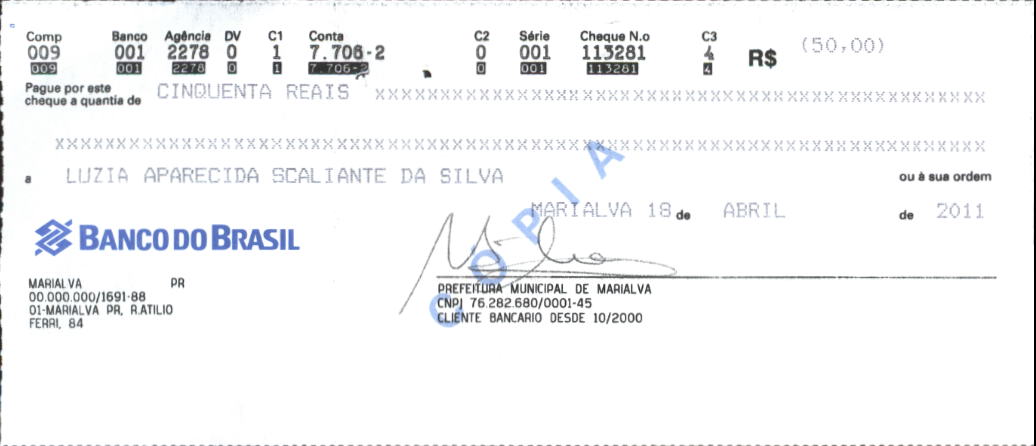 Comp Banco Agência DV C1 Conta C2 Série Cheque N.o C3
009 001 2278 0 1 7.706-2 0 001 113281 4 R$ (50,00)
009 001 2278 0 1 7.706-2 0 001 113281 4
Pague por este
cheque a quantia de CINQUENTA REAIS XXXXXXXXXXXXXXXXXXXXXXXXXXXXXXXXXXXXXXXXXXXXXXX
XXXXXXXXXXXXXXXXXXXXXXXXXXXXXXXXXXXXXXXXXXXXXXXXXXXXXXXXXXXXXXXXXXXXXX
a LUZIA APARECIDA SCALIANTE DA SILVA ou à sua ordem
MARIALVA 18 de ABRIL de 2011
BANCO DO BRASIL
CÓPIA
MARIALVA PR
00.000.000/1691-88
01-MARIALVA PR, R.ATILIO
FERRI, 84
PREFEITURA MUNICIPAL DE MARIALVA
CNPJ 76.282.680/0001-45
CLIENTE BANCARIO DESDE 10/2000